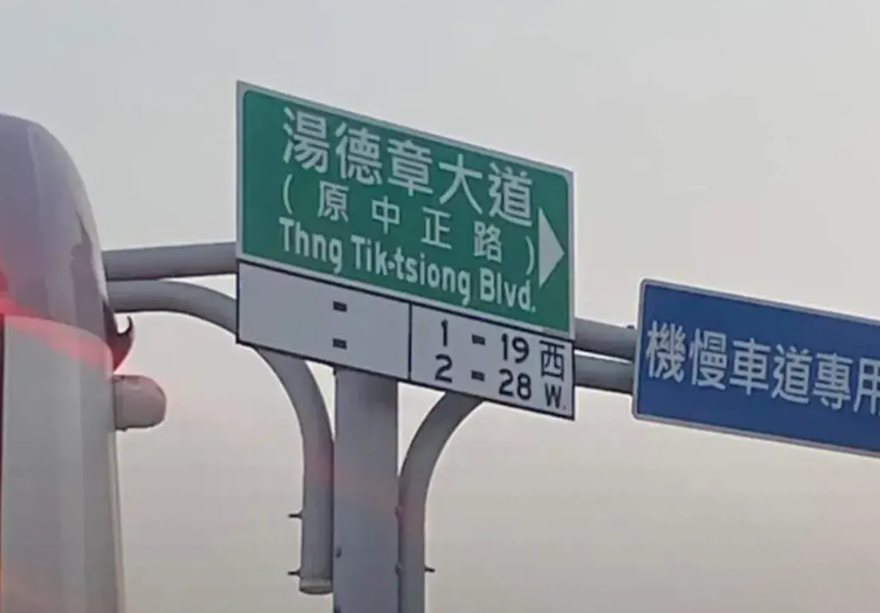 湯德章大道
（原中正路）
Thng Tik-tsiong Blvd.
-
-
1 - 19
2 - 28
西
W.
機慢車道專用